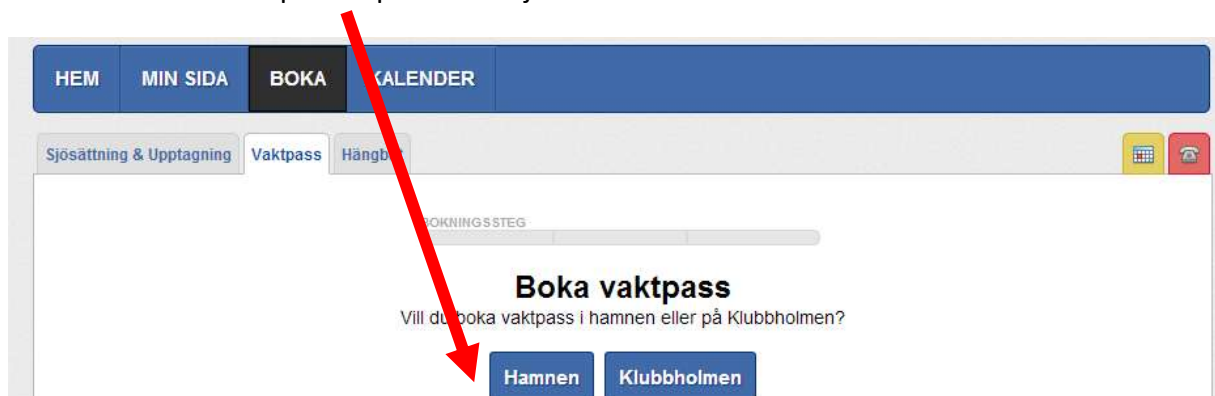 HEM MIN SIDA BOKA KALENDER
Sjösättning & Upptagning Vaktpass
BOKNINGSSTEG
Boka vaktpass
Vill du boka vaktpass i hamnen eller på Klubbholmen?
Hamnen Klubbholmen